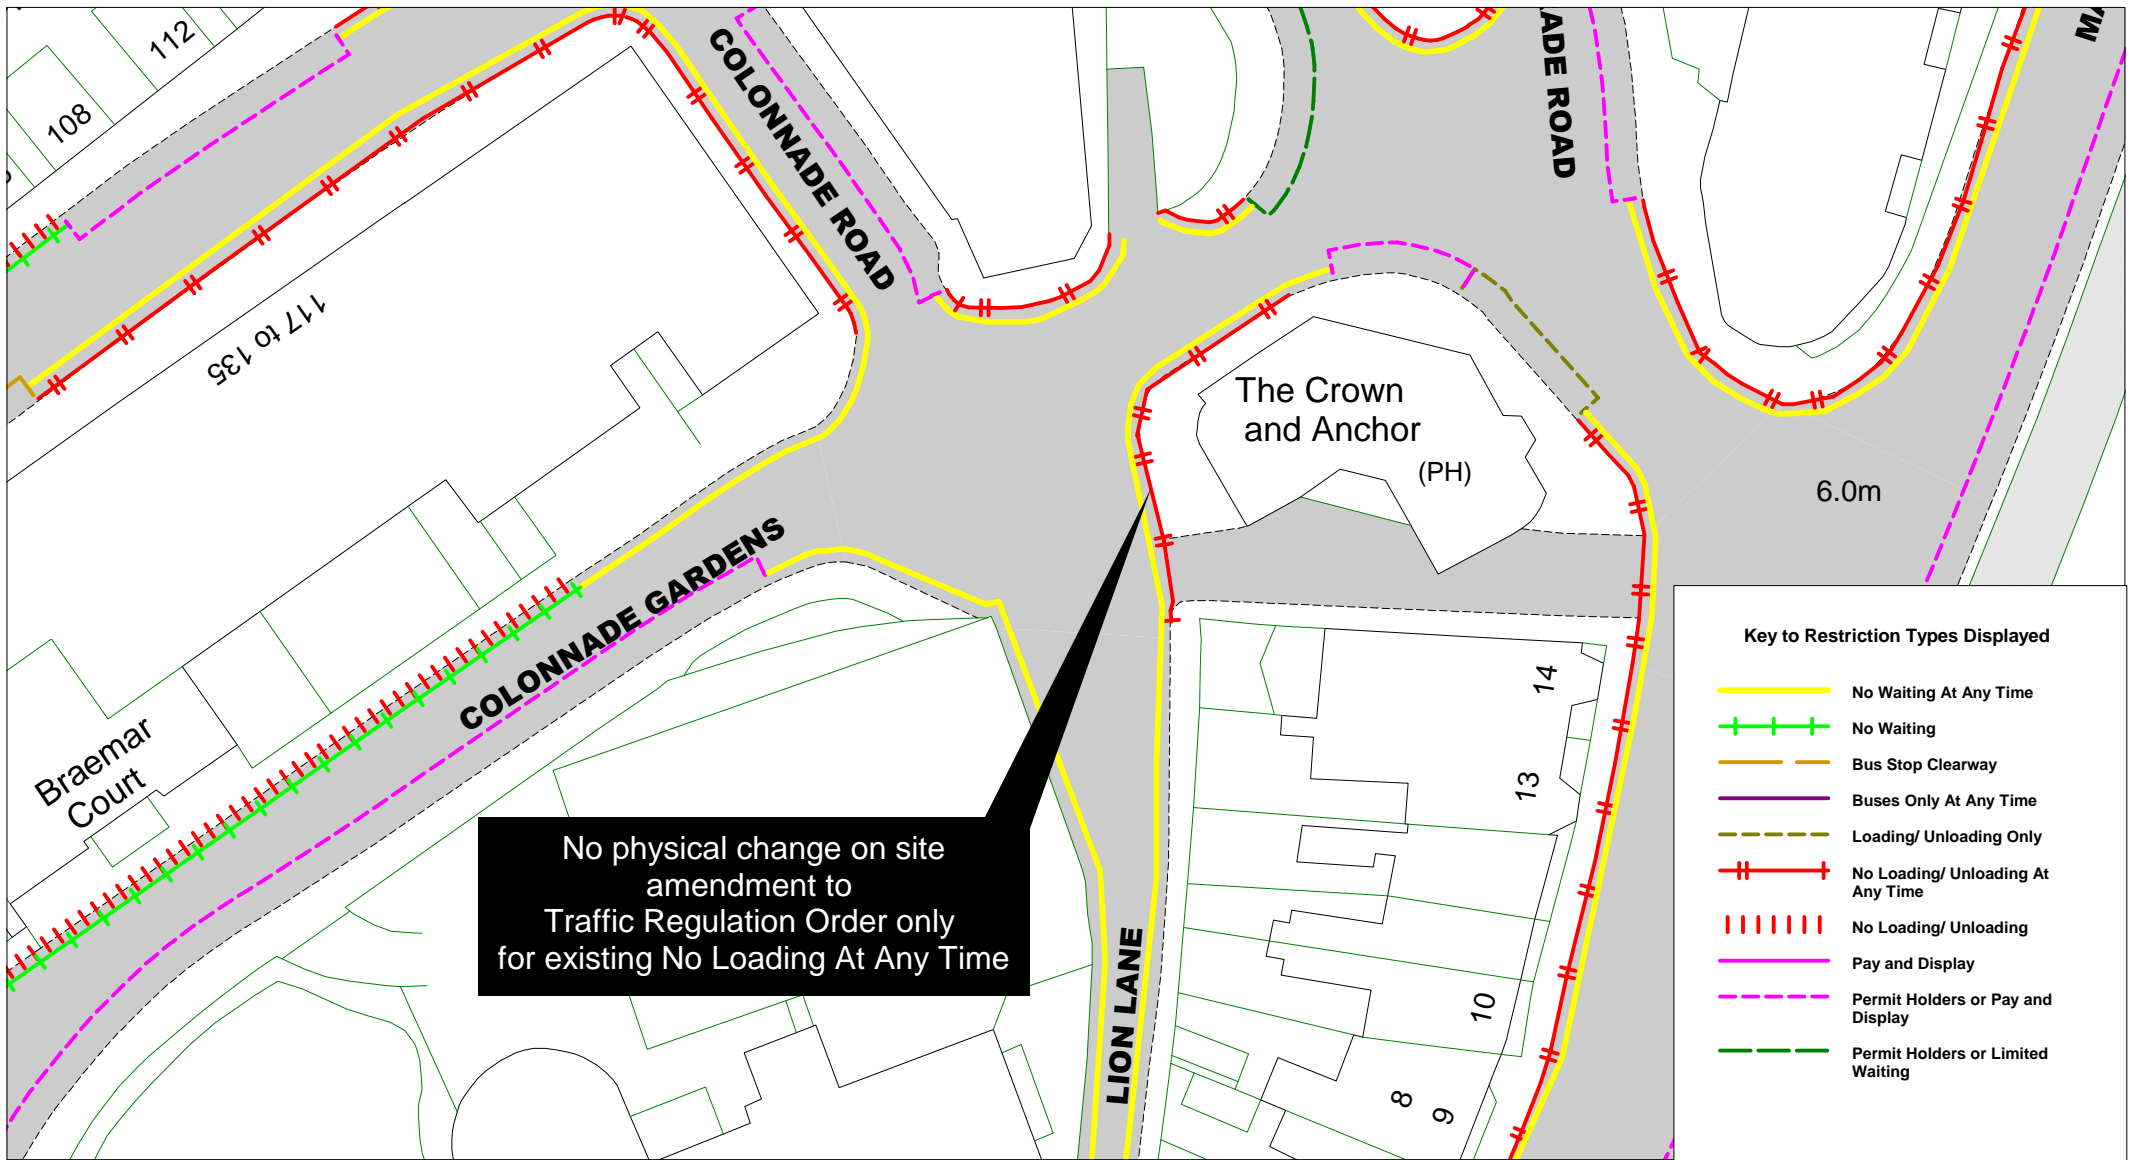 112
108
COLONNADE ROAD
ADE ROAD
117 to 135
The Crown
and Anchor
(PH)
6.0m
COLONNADE GARDENS
Braemar
Court
No physical change on site
amendment to
Traffic Regulation Order only
for existing No Loading At Any Time
LION LANE
14
13
10
8
9
Key to Restriction Types Displayed
No Waiting At Any Time
No Waiting
Bus Stop Clearway
Buses Only At Any Time
Loading/ Unloading Only
No Loading/ Unloading At
Any Time
No Loading/ Unloading
Pay and Display
Permit Holders or Pay and
Display
Permit Holders or Limited
Waiting